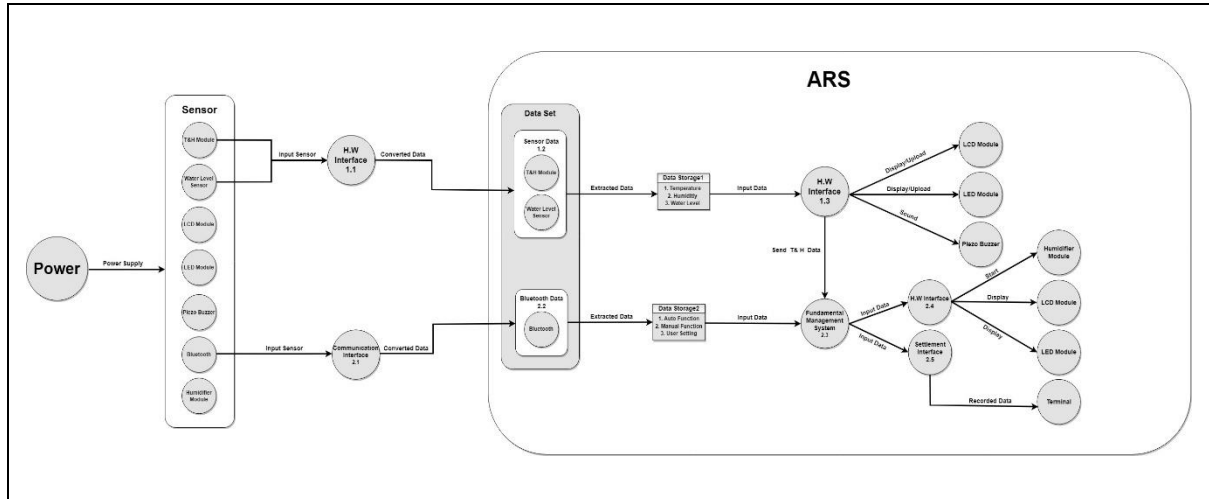 ARS
Sensor
T&H Module
Water Level
Sensor
LCD Module
LED Module
Piezo Buzzer
Bluetooth
Humidifier
Module
Power
Power Supply
Input Sensor
H.W
Interface
1.1
Converted Data
Input Sensor
Communication
Interface
2.1
Converted Data
Data Set
Sensor Data
1.2
T&H Module
Water Level
Sensor
Bluetooth Data
2.2
Bluetooth
Extracted Data
Data Storage1
1. Temperature
2. Humidity
3. Water Level
Input Data
H.W
Interface
1.3
Display/Upload
LCD Module
Display/Upload
LED Module
Sound
Piezo Buzzer
Send T& H Data
Extracted Data
Data Storage2
1. Auto Function
2. Manual Function
3. User Setting
Input Data
Fundamental
Management
System
2.3
Input Data
H.W Interface
2.4
Start
Humidifier
Module
Display
LCD Module
Display
LED Module
Input Data
Settlement
Interface
2.5
Recorded Data
Terminal